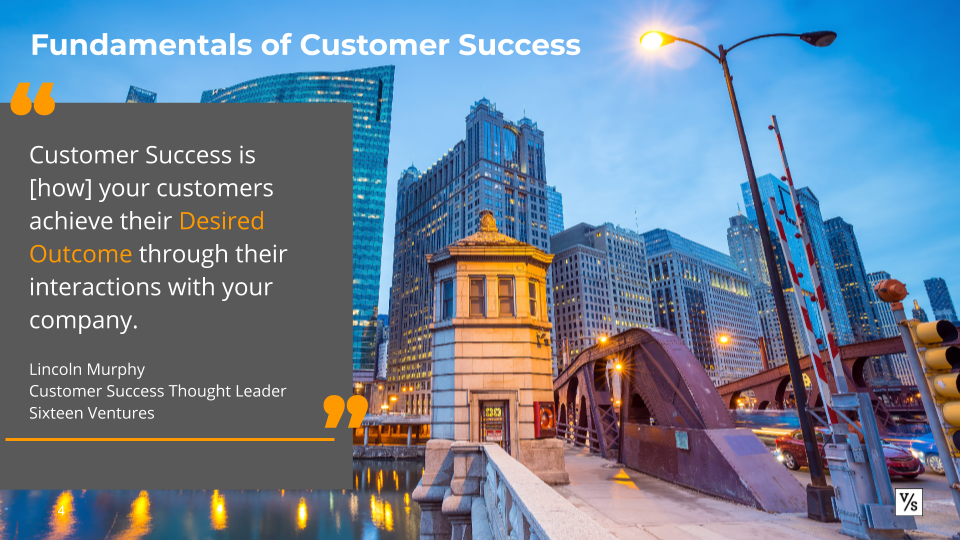 Fundamentals of Customer Success
“
Customer Success is
[how] your customers
achieve their Desired
Outcome through their
interactions with your
company.
Lincoln Murphy
Customer Success Thought Leader
Sixteen Ventures
”
4
V/S